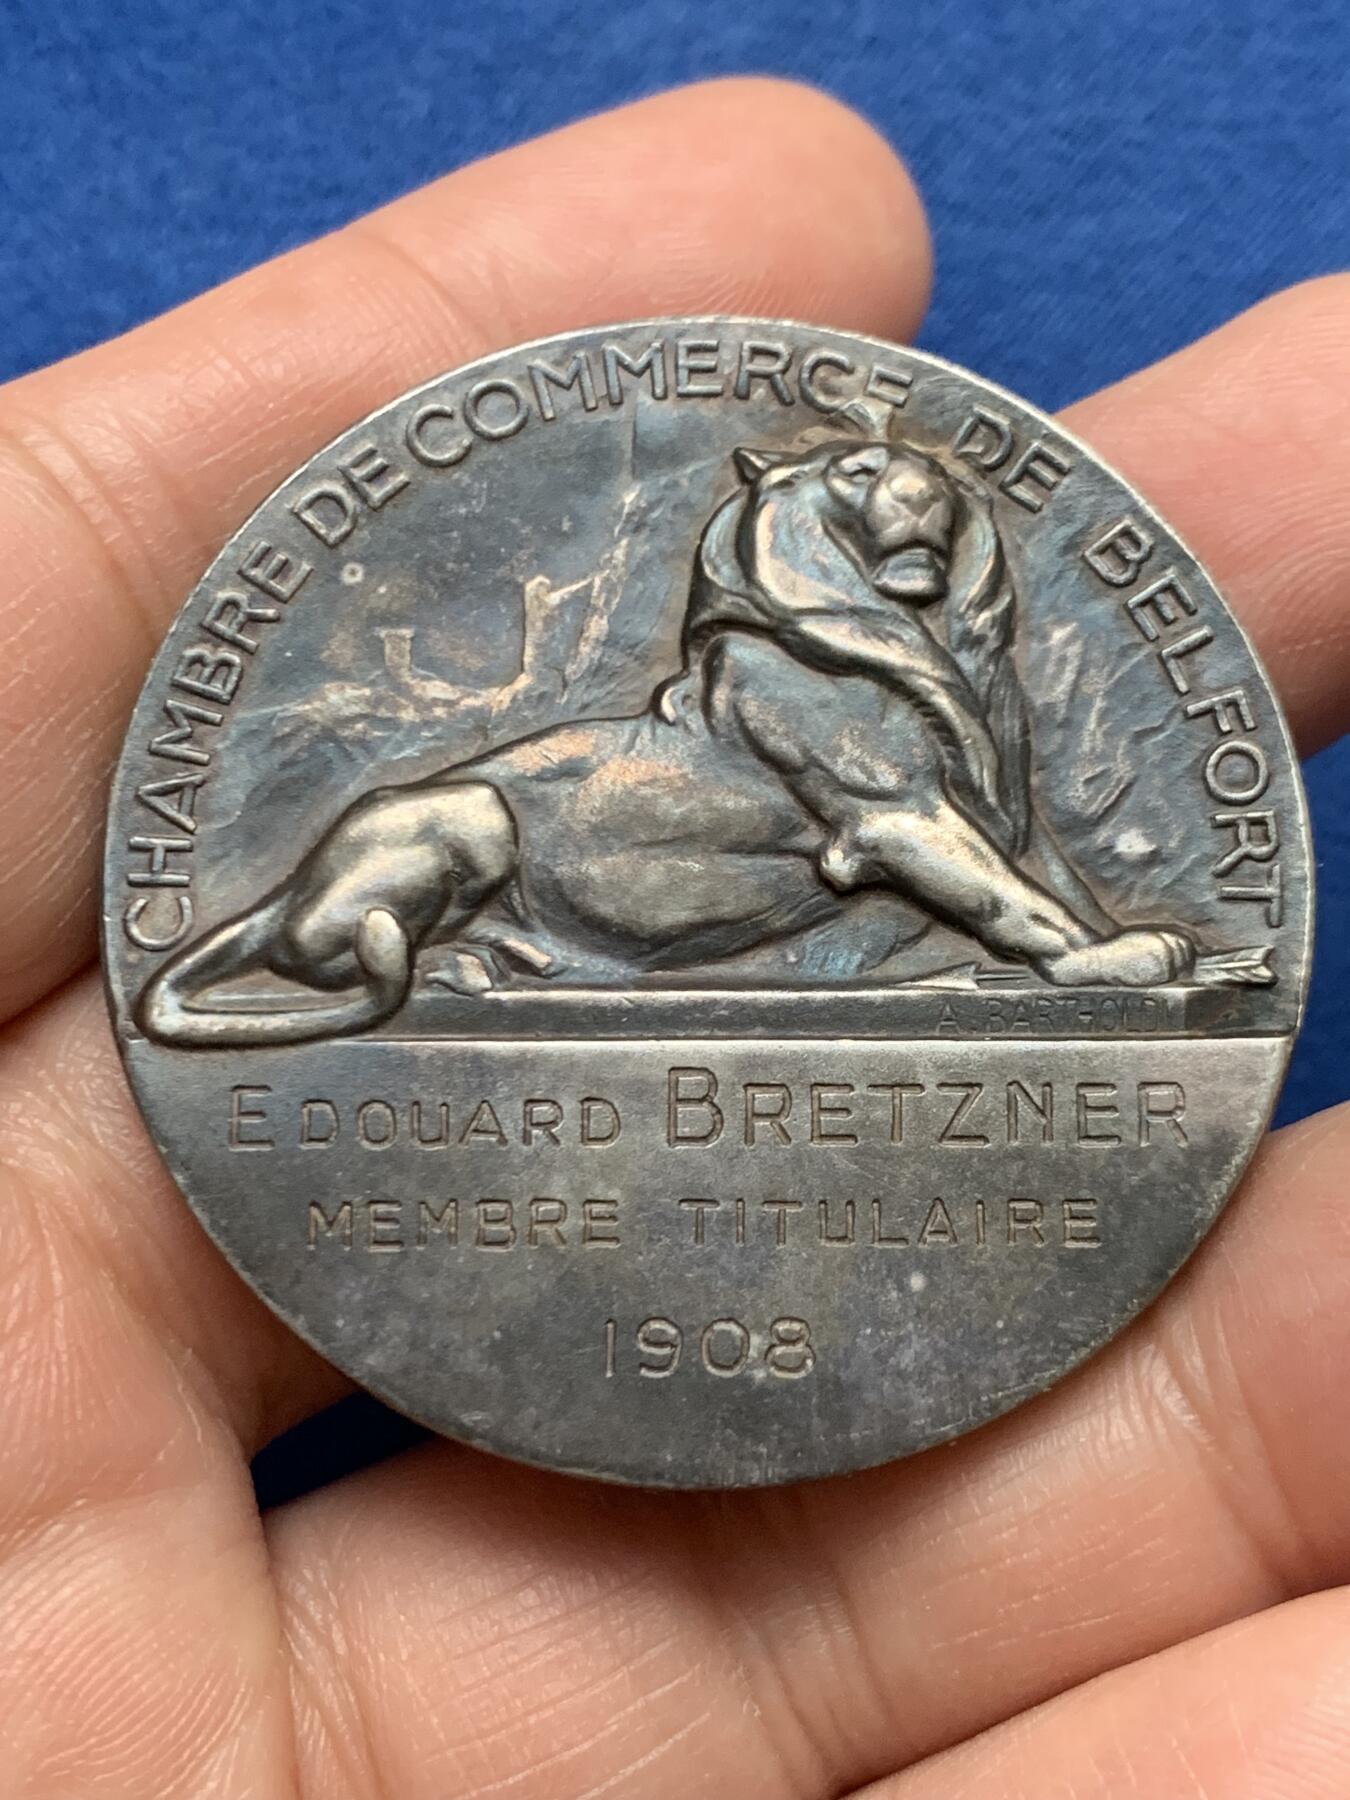 CHAMBRE DE COMMERCE DE BELFORT
A. BARTHOLDI
EDOUARD BRETZNER
MEMBRE TITULAIRE
1908